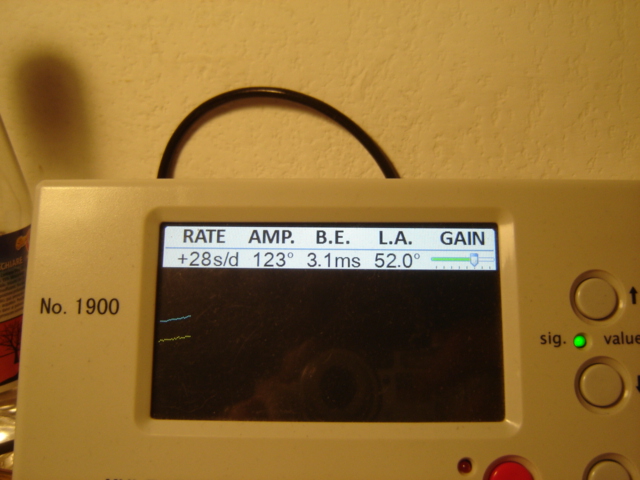 RATE AMP. B.E. L.A. GAIN
+28s/d 123° 3.1ms 52.0°
No. 1900
sig. value